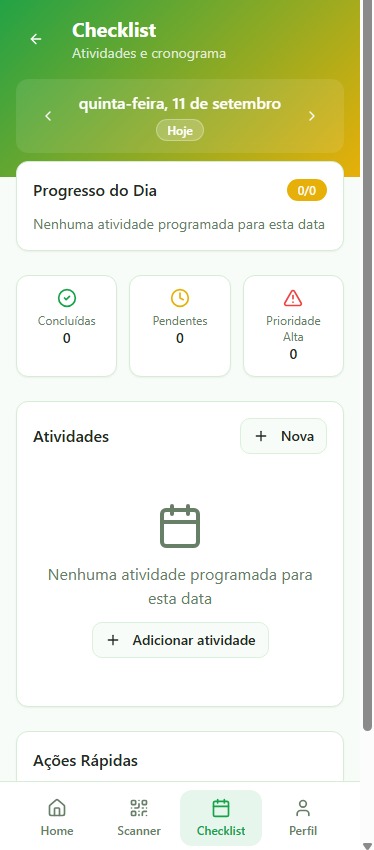 Checklist
Atividades e cronograma
quinta-feira, 11 de setembro
Hoje
Progresso do Dia
0/0
Nenhuma atividade programada para esta data
Concluídas
0
Pendentes
0
Prioridade
Alta
0
Atividades
Nova
Nenhuma atividade programada para
esta data
Adicionar atividade
Ações Rápidas
Home
Scanner
Checklist
Perfil